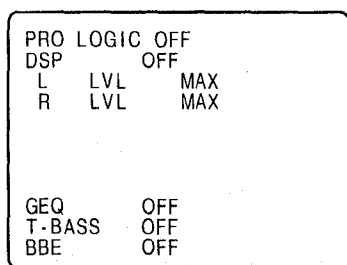 PRO LOGIC OFF
DSP OFF
L LVL MAX
R LVL MAX
GEQ OFF
T-BASS OFF
BBE OFF